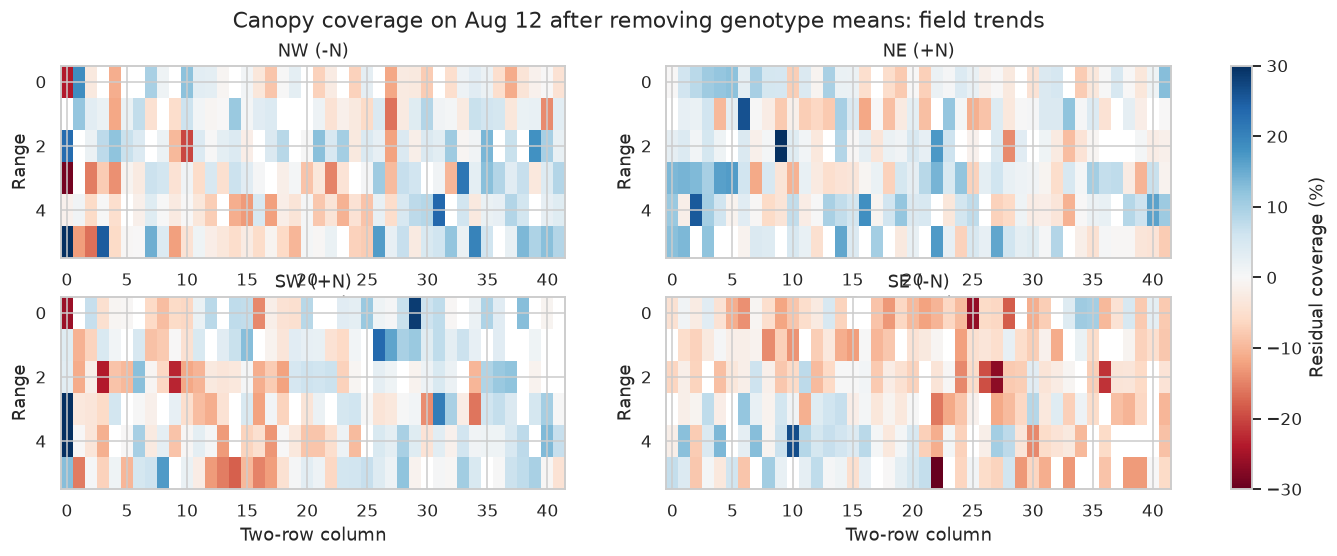 Canopy coverage on Aug 12 after removing genotype means: field trends
NW (-N)
NE (+N)
Range
0
2
4
0 5 10 15 20 25 30 35 40
Range
0
2
4
0 5 10 15 20 25 30 35 40
SW (+N)
SE (-N)
Range
0
2
4
0 5 10 15 20 25 30 35 40
Two-row column
Range
0
2
4
0 5 10 15 20 25 30 35 40
Two-row column
30
20
10
0
−10
−20
−30
Residual coverage (%)